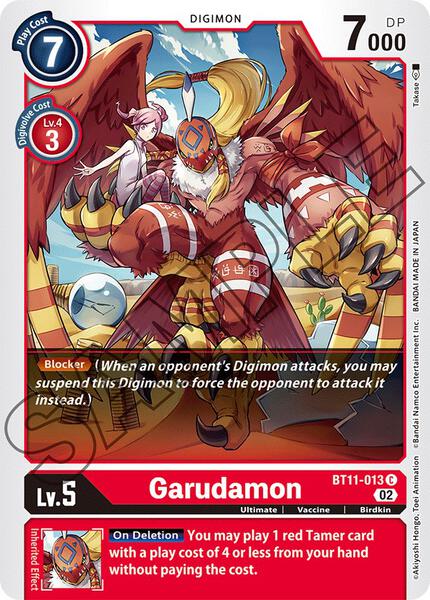 Play Cost
7
DIGIMON
7000
DP
Digivolve Cost
Lv.4
3
Takase
©Akiyoshi Hongo, Toei Animation ©Bandai Namco Entertainment Inc. BANDAI MADE IN JAPAN
SAMPLE
Blocker (When an opponent's Digimon attacks, you may
suspend this Digimon to force the opponent to attack it
instead.)
Lv.5
Garudamon
BT11-013 C
02
Ultimate | Vaccine | Birdkin
Inherited Effect
On Deletion You may play 1 red Tamer card
with a play cost of 4 or less from your hand
without paying the cost.